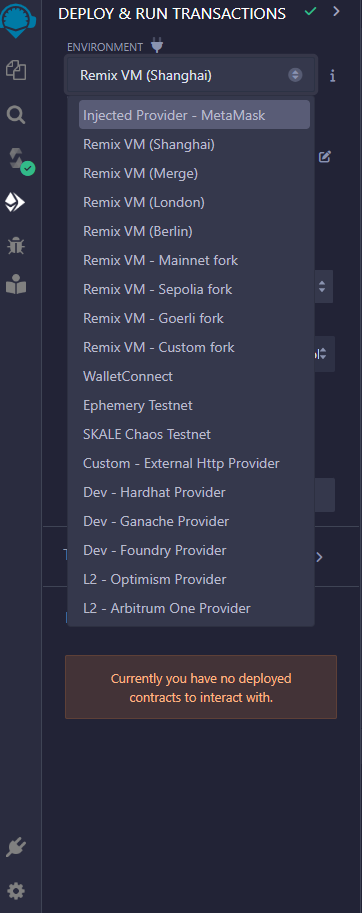 DEPLOY & RUN TRANSACTIONS
ENVIRONMENT
Remix VM (Shanghai)
Injected Provider - MetaMask
Remix VM (Shanghai)
Remix VM (Merge)
Remix VM (London)
Remix VM (Berlin)
Remix VM - Mainnet fork
Remix VM - Sepolia fork
Remix VM - Goerli fork
Remix VM - Custom fork
WalletConnect
Ephemery Testnet
SKALE Chaos Testnet
Custom - External Http Provider
Dev - Hardhat Provider
Dev - Ganache Provider
Dev - Foundry Provider
L2 - Optimism Provider
L2 - Arbitrum One Provider
Currently you have no deployed
contracts to interact with.